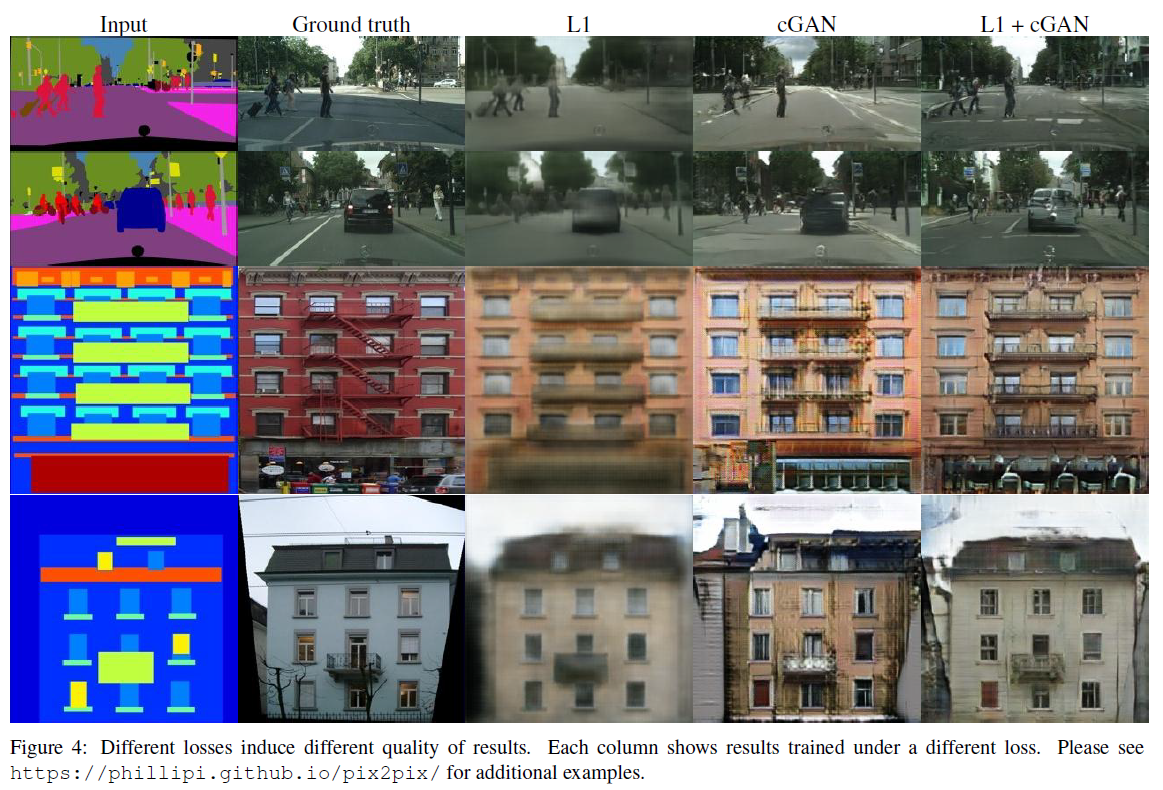 Input Ground truth L1 cGAN L1 + cGAN
Figure 4: Different losses induce different quality of results. Each column shows results trained under a different loss. Please see
https://phillipi.github.io/pix2pix/ for additional examples.